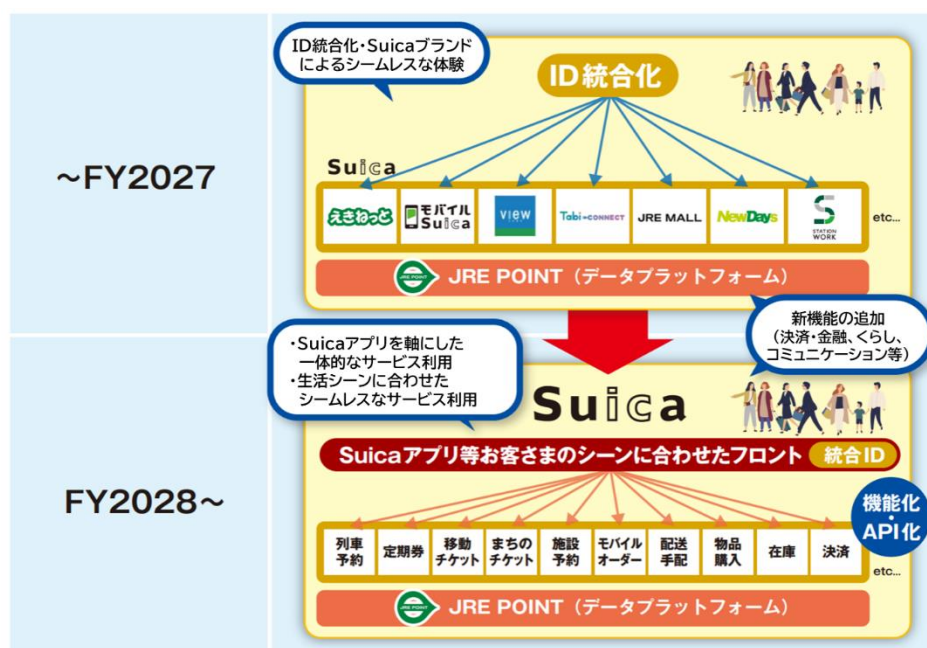 ID統合化・Suicaブランド
によるシームレスな体験
ID統合化
～FY2027
Suica
えきねっと
モバイル
Suica
VIEW
Tabi-CONNECT
JRE MALL
NewDays
S
STATION
WORK
etc...
JRE POINT
JRE POINT（データプラットフォーム）
・Suicaアプリを軸にした
一体的なサービス利用
・生活シーンに合わせた
シームレスなサービス利用
新機能の追加
（決済・金融、くらし、
コミュニケーション等）
FY2028～
Suica
Suicaアプリ等お客さまのシーンに合わせたフロント 統合ID
機能化
・
API化
列車
予約
定期券
移動
チケット
まちの
チケット
施設
予約
モバイル
オーダー
配送
手配
物品
購入
在庫
決済
etc...
JRE POINT
JRE POINT（データプラットフォーム）